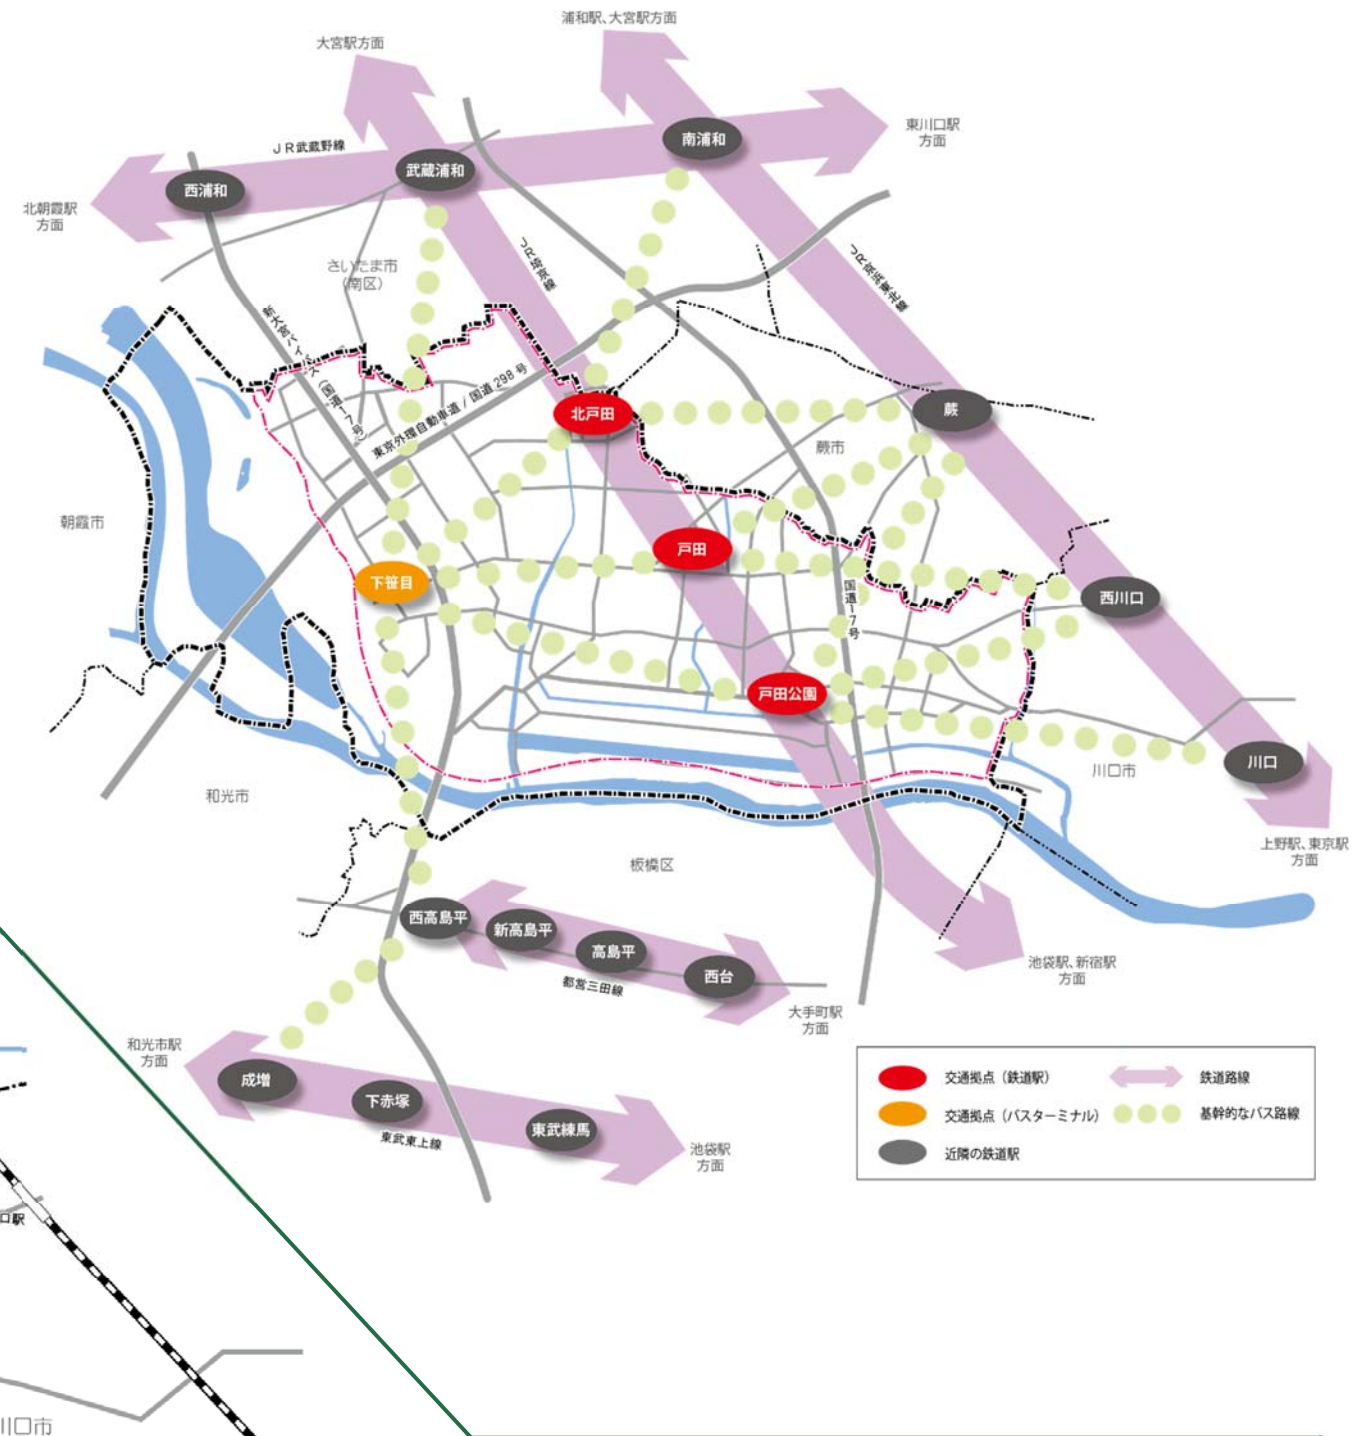 浦和駅、大宮駅方面
大宮駅方面
東川口駅
方面
南浦和
JR武蔵野線
武蔵浦和
西浦和
北朝霞駅
方面
さいたま市
（南区）
JR埼京線
JR京浜東北線
新大宮バイパス（国道17号）
東京外環自動車道 / 国道298号
北戸田
蕨
蕨市
朝霞市
戸田
下笹目
国道17号
西川口
戸田公園
川口
川口市
和光市
上野駅、東京駅
方面
板橋区
西高島平
新高島平
高島平
西台
都営三田線
池袋駅、新宿駅
方面
大手町駅
方面
和光市駅
方面
成増
下赤塚
東武練馬
東武東上線
池袋駅
方面
交通拠点（鉄道駅）
鉄道路線
交通拠点（バスターミナル）
基幹的なバス路線
近隣の鉄道駅
口駅
川口市